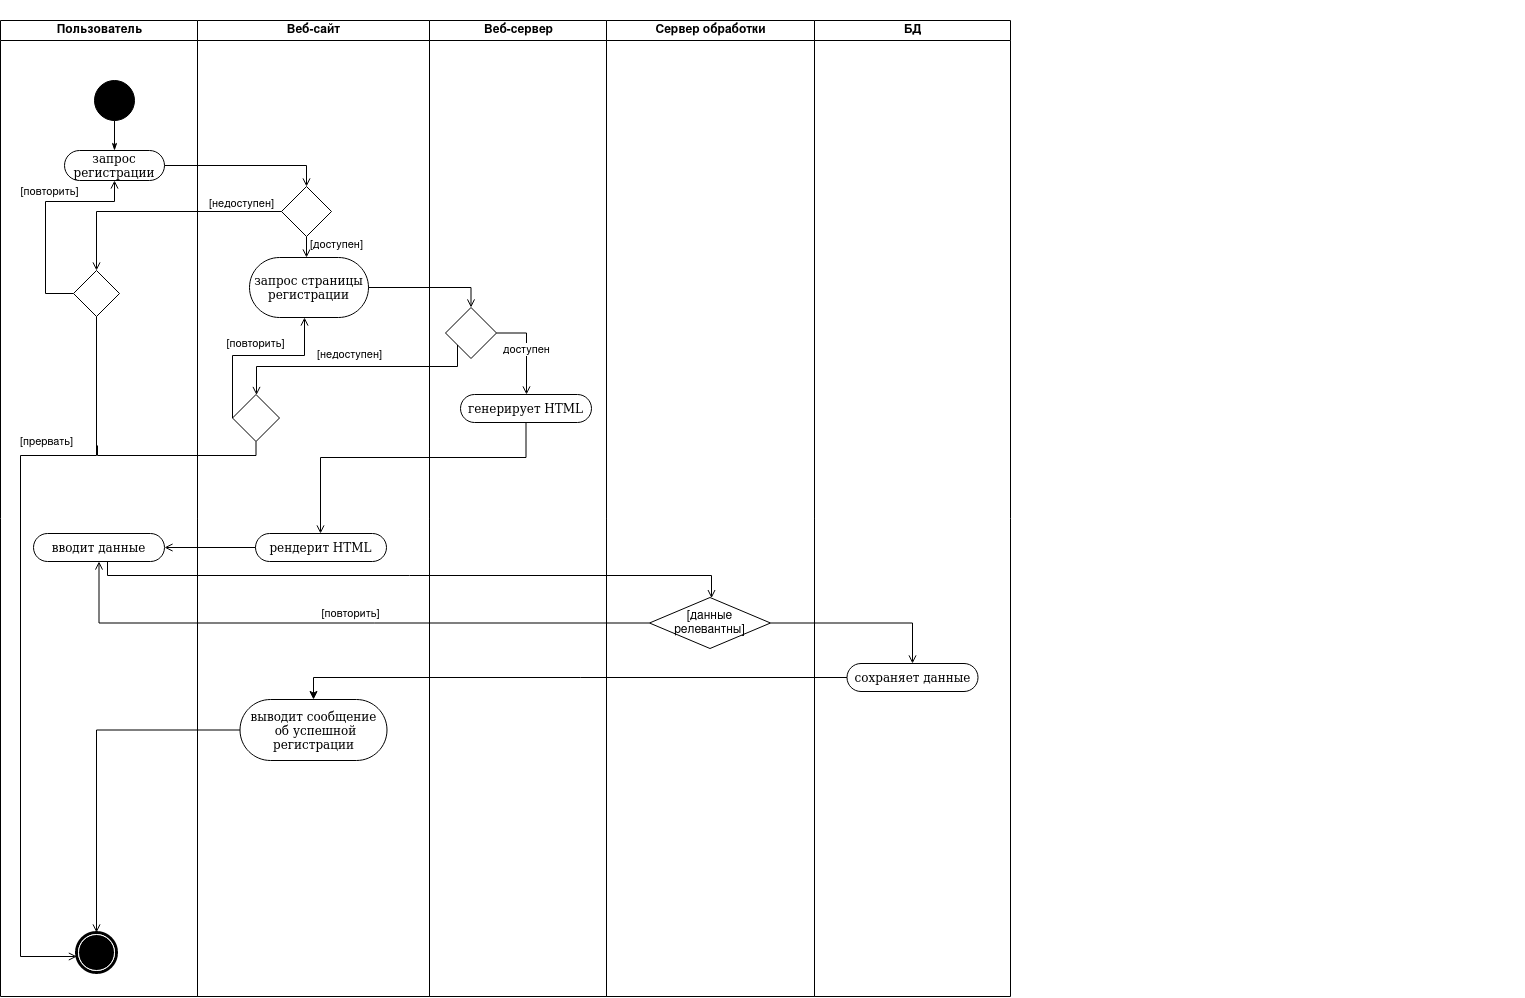 Пользователь
Веб-сайт
Веб-сервер
Сервер обработки
БД
запрос
регистрации
[повторить]
[недоступен]
[доступен]
запрос страницы
регистрации
[повторить]
доступен
[недоступен]
генерирует HTML
[прервать]
вводит данные
рендерит HTML
[повторить]
[данные
релевантны]
сохраняет данные
выводит сообщение
об успешной
регистрации